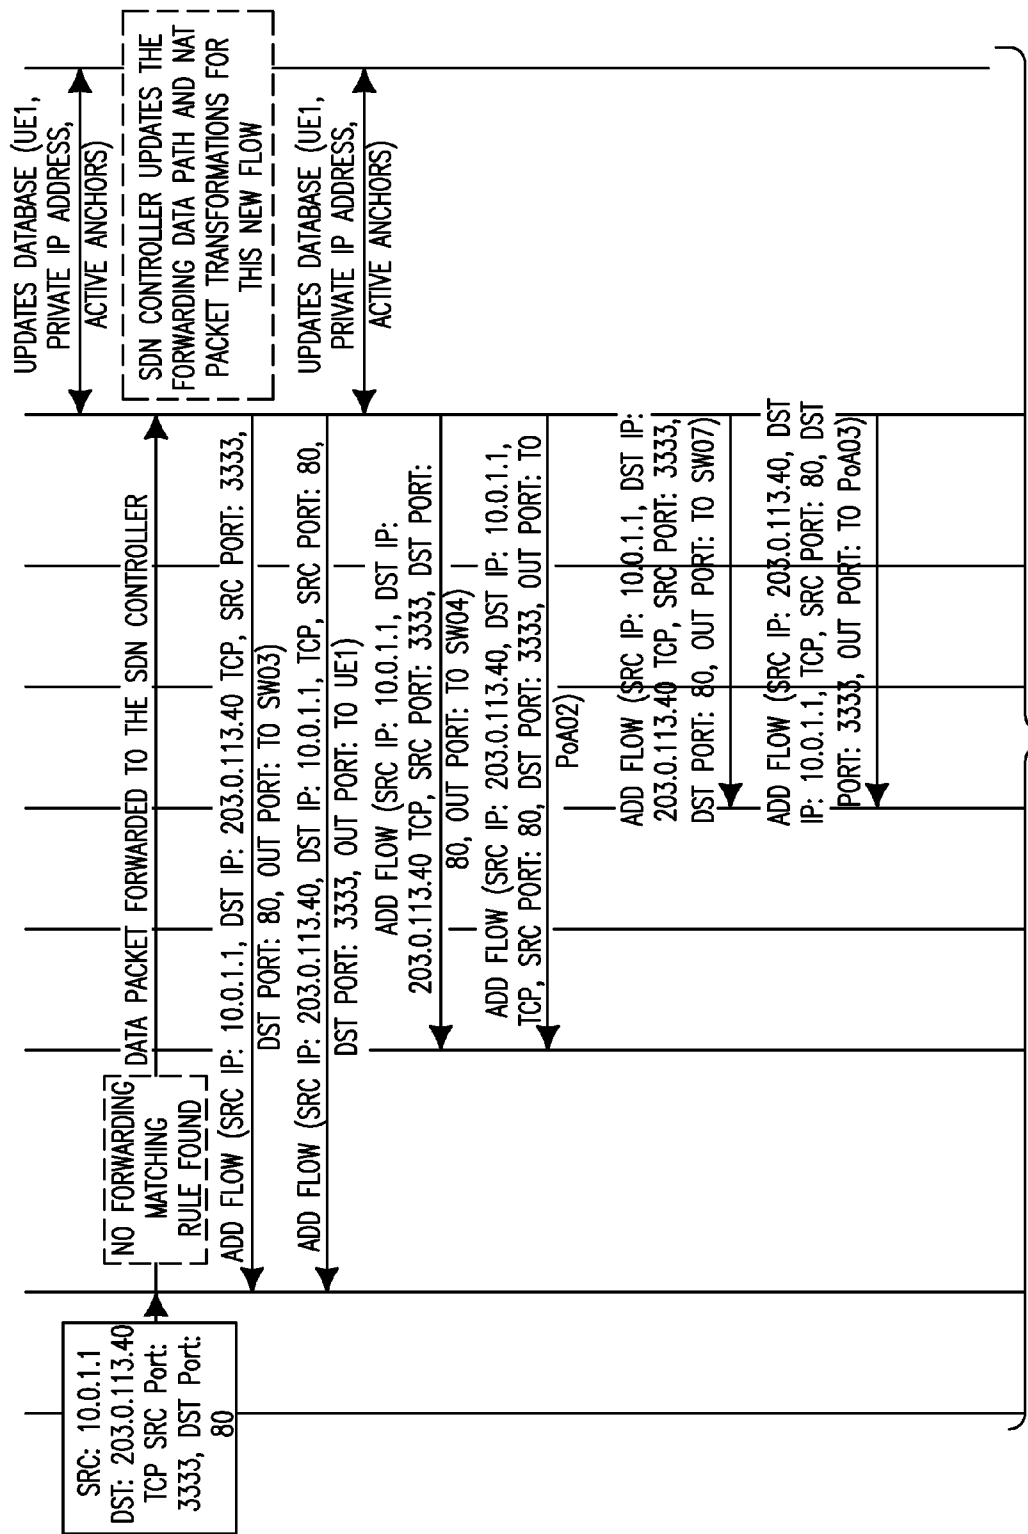 SRC: 10.0.1.1
DST: 203.0.113.40
TCP SRC Port:
3333, DST Port:
80
NO FORWARDING
MATCHING
RULE FOUND
DATA PACKET FORWARDED TO THE SDN CONTROLLER
UPDATES DATABASE (UE1,
PRIVATE IP ADDRESS,
ACTIVE ANCHORS)
SDN CONTROLLER UPDATES THE
FORWARDING DATA PATH AND NAT
PACKET TRANSFORMATIONS FOR
THIS NEW FLOW
ADD FLOW (SRC IP: 10.0.1.1, DST IP: 203.0.113.40 TCP, SRC PORT: 3333,
DST PORT: 80, OUT PORT: TO SW03)
ADD FLOW (SRC IP: 203.0.113.40, DST IP: 10.0.1.1, TCP, SRC PORT: 80,
DST PORT: 3333, OUT PORT: TO UE1)
UPDATES DATABASE (UE1,
PRIVATE IP ADDRESS,
ACTIVE ANCHORS)
ADD FLOW (SRC IP: 10.0.1.1, DST IP:
203.0.113.40 TCP, SRC PORT: 3333, DST PORT:
80, OUT PORT: TO SW04)
ADD FLOW (SRC IP: 203.0.113.40, DST IP: 10.0.1.1,
TCP, SRC PORT: 80, DST PORT: 3333, OUT PORT: TO
PoA02)
ADD FLOW (SRC IP: 10.0.1.1, DST IP:
203.0.113.40 TCP, SRC PORT: 3333,
DST PORT: 80, OUT PORT: TO SW07)
ADD FLOW (SRC IP: 203.0.113.40, DST
IP: 10.0.1.1, TCP, SRC PORT: 80, DST
PORT: 3333, OUT PORT: TO PoA03)